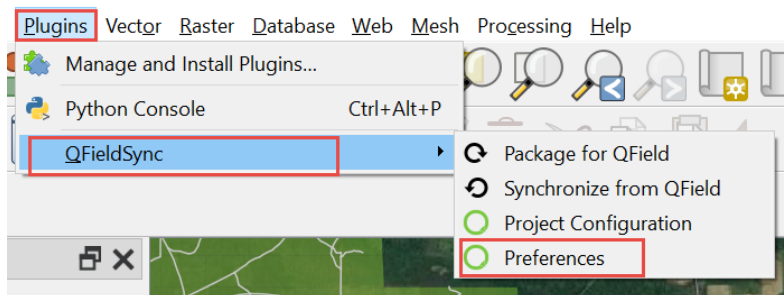 Plugins Vector Raster Database Web Mesh Processing Help
Manage and Install Plugins...
Python Console Ctrl+Alt+P
QFieldSync
Package for QField
Synchronize from QField
Project Configuration
Preferences